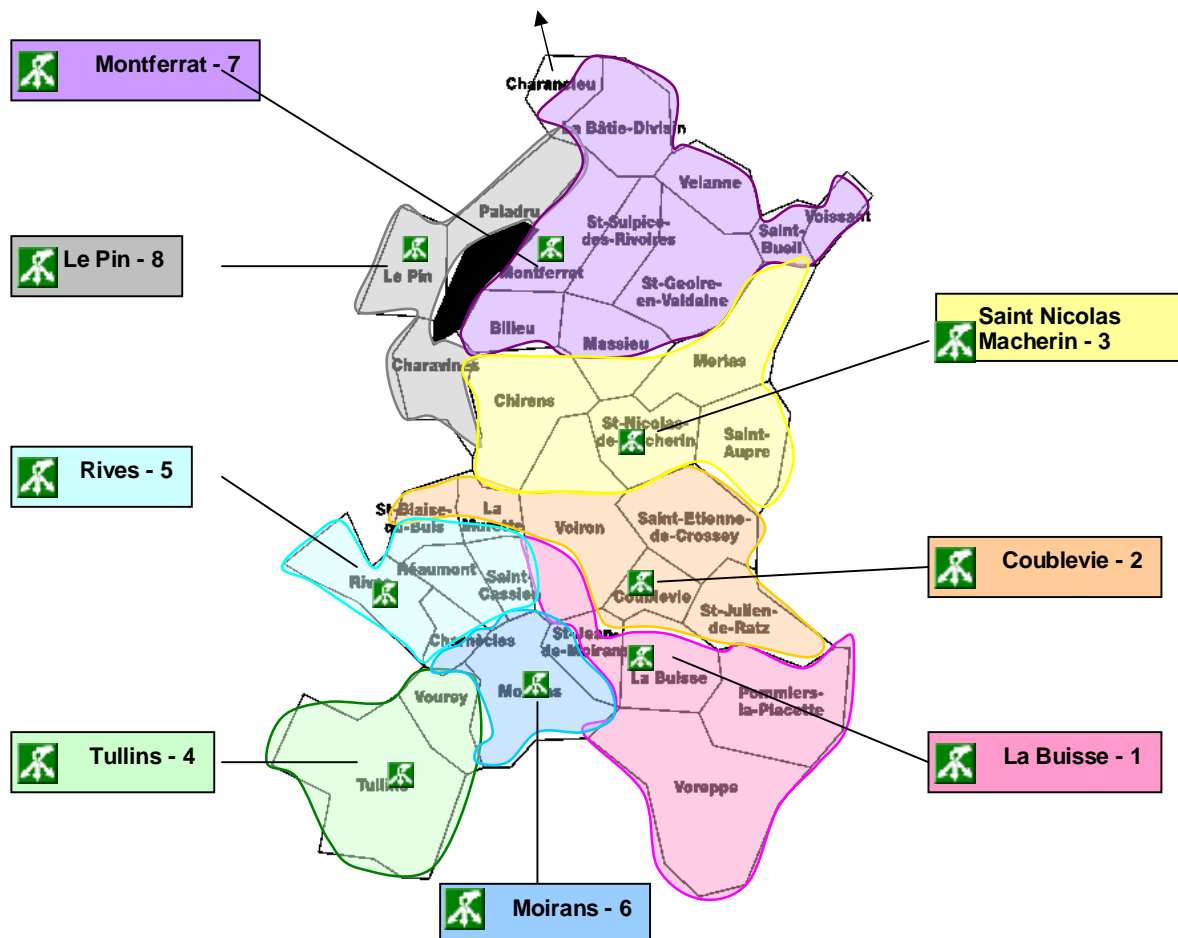 Montferrat - 7
Charancieu
La Bâtie-Divisin
Velanne
Voissant
Paladru
St-Sulpice-
des-Rivoires
Saint-
Bueil
Le Pin - 8
Le Pin
Montferrat
St-Geoire-
en-Valdaine
Bilieu
Massieu
Saint Nicolas
Macherin - 3
Charavines
Merlas
Chirens
St-Nicolas-
de-Macherin
Saint-
Aupre
Rives - 5
St-Blaise-
du-Buis
La
Murette
Voiron
Saint-Etienne-
de-Crossey
Coublevie - 2
Rives
Réaumont
Saint-
Cassien
Coublevie
St-Julien-
de-Ratz
Charnècles
St-Jean-
de-Moirans
La Buisse
Pommiers-
la-Placette
Vourey
Moirans
Tullins - 4
Tullins
Voreppe
La Buisse - 1
Moirans - 6